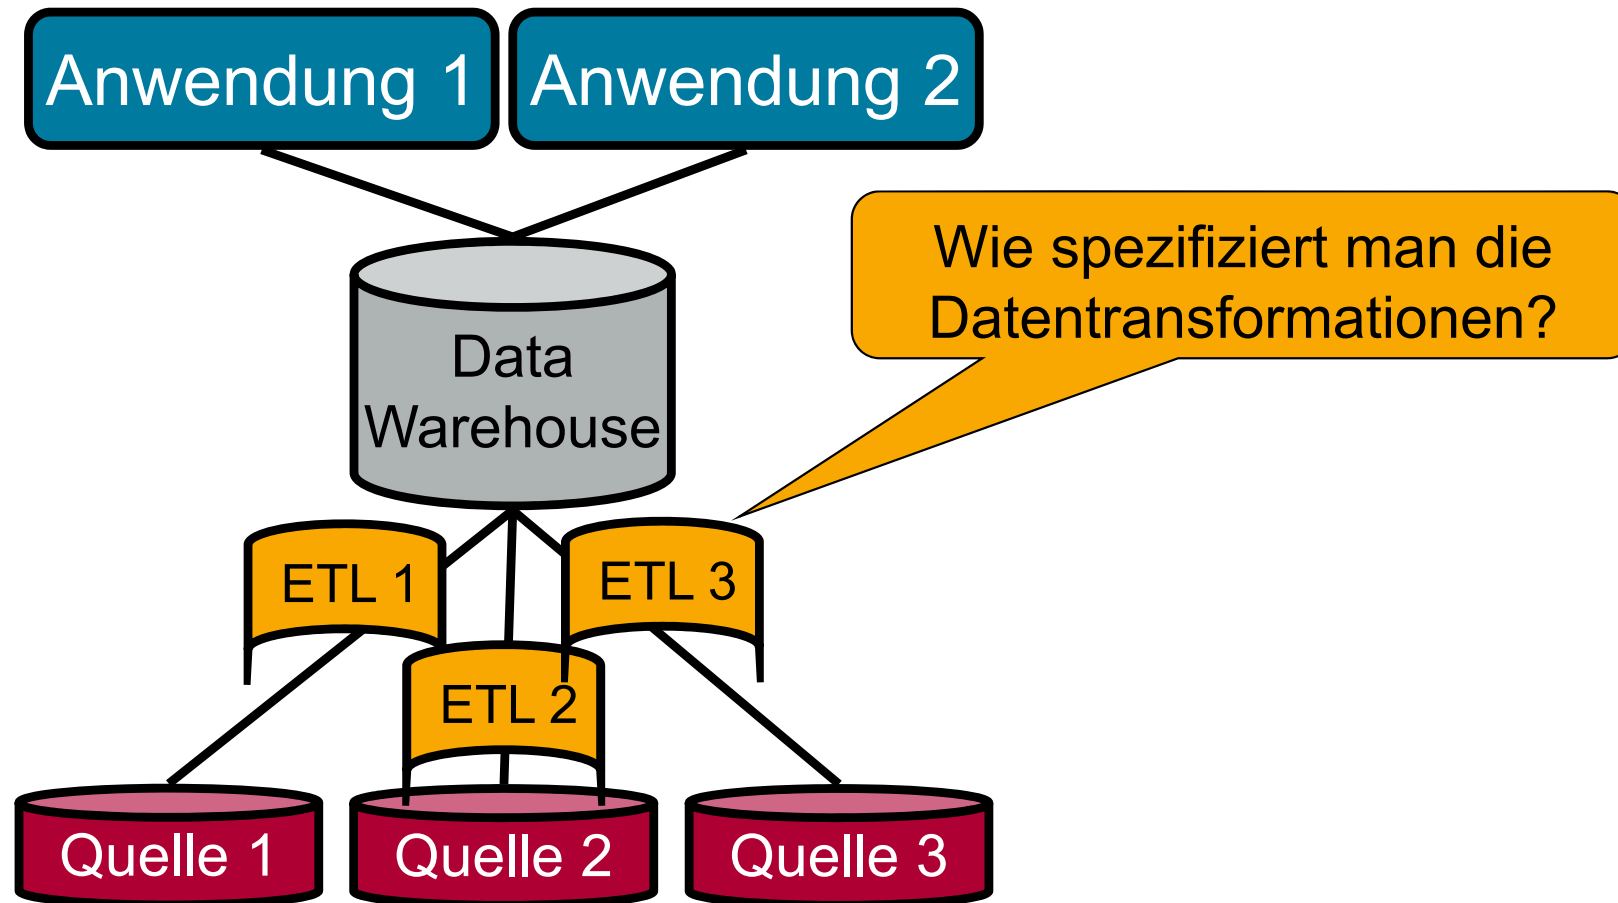 Anwendung 1
Anwendung 2
Wie spezifiziert man die
Datentransformationen?
Data
Warehouse
ETL 1
ETL 3
ETL 2
Quelle 1
Quelle 2
Quelle 3